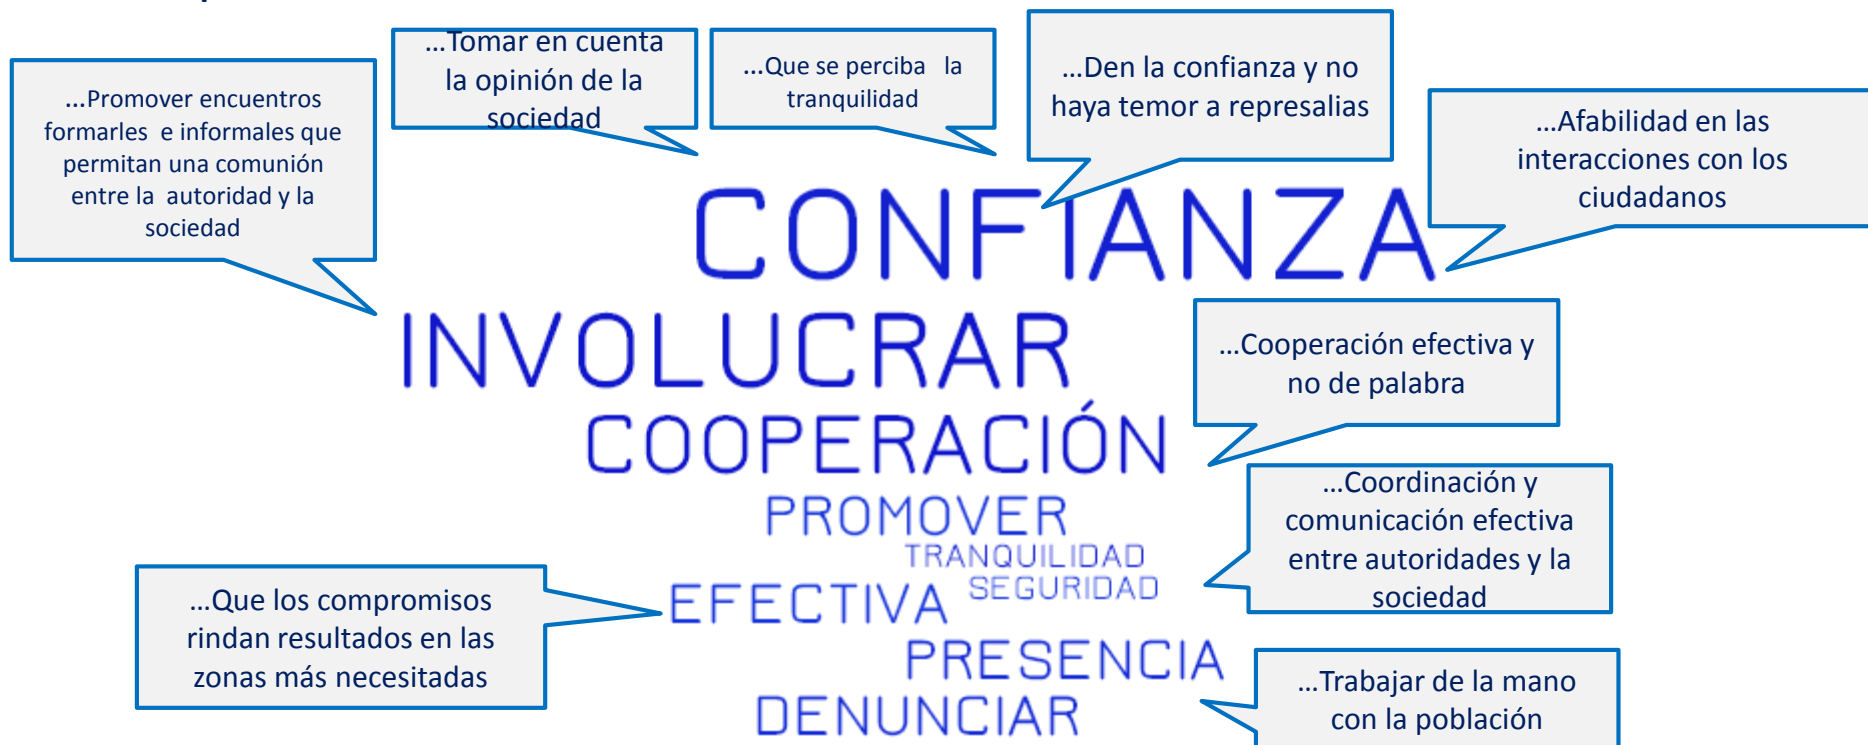 ...Tomar en cuenta
la opinión de la
sociedad
...Que se perciba la
tranquilidad
...Den la confianza y no
haya temor a represalias
...Promover encuentros
formarles e informales que
permitan una comunión
entre la autoridad y la
sociedad
...Afabilidad en las
interacciones con los
ciudadanos
CONFIANZA
INVOLUCRAR
...Cooperación efectiva y
no de palabra
COOPERACIÓN
PROMOVER
TRANQUILIDAD
SEGURIDAD
EFECTIVA
...Coordinación y
comunicación efectiva
entre autoridades y la
sociedad
...Que los compromisos
rindan resultados en las
zonas más necesitadas
PRESENCIA
DENUNCIAR
...Trabajar de la mano
con la población